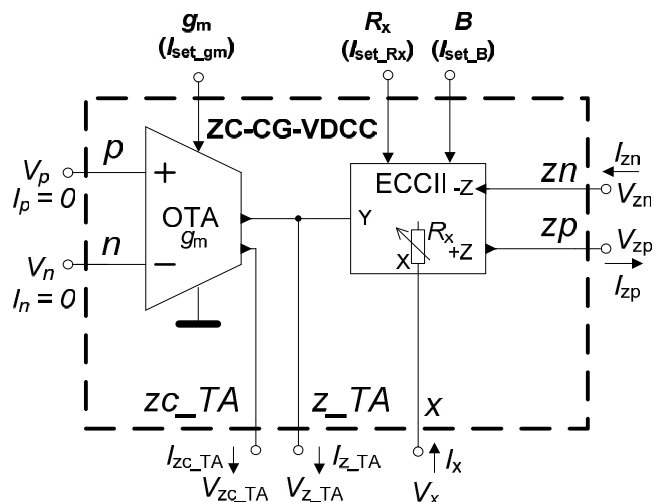 gm Rx B
(Iset_gm) (Iset_Rx) (Iset_B)
ZC-CG-VDCC
p
Vp
Ip = 0
+
OTA
gm
n
Vn
In = 0
−
ECCII -Z
Y
Rx
X +Z
zn
Izn
Vzn
zp
Vzp
Izp
zc_TA z_TA x
Izc_TA Iz_TA Ix
Vzc_TA Vz_TA Vx